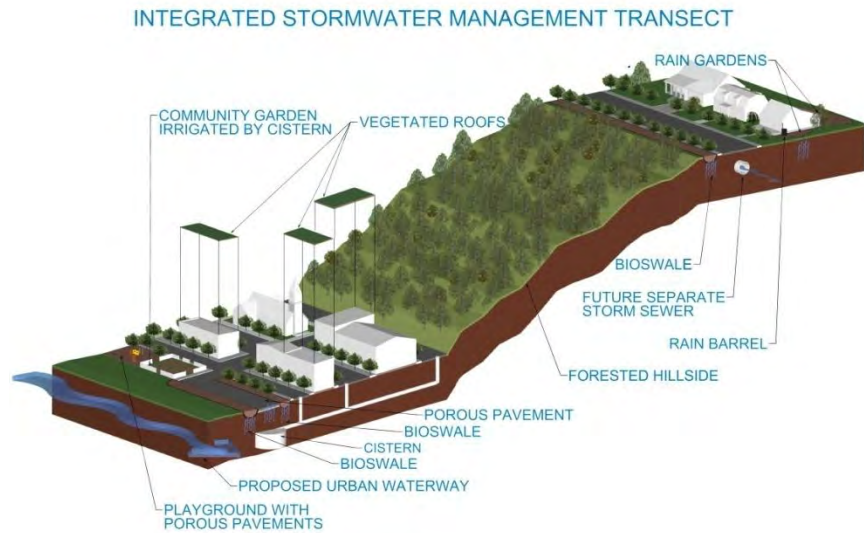 INTEGRATED STORMWATER MANAGEMENT TRANSECT
RAIN GARDENS
COMMUNITY GARDEN
IRRIGATED BY CISTERN
VEGETATED ROOFS
BIOSWALE
FUTURE SEPARATE
STORM SEWER
RAIN BARREL
FORESTED HILLSIDE
POROUS PAVEMENT
BIOSWALE
CISTERN
BIOSWALE
PROPOSED URBAN WATERWAY
PLAYGROUND WITH
POROUS PAVEMENTS